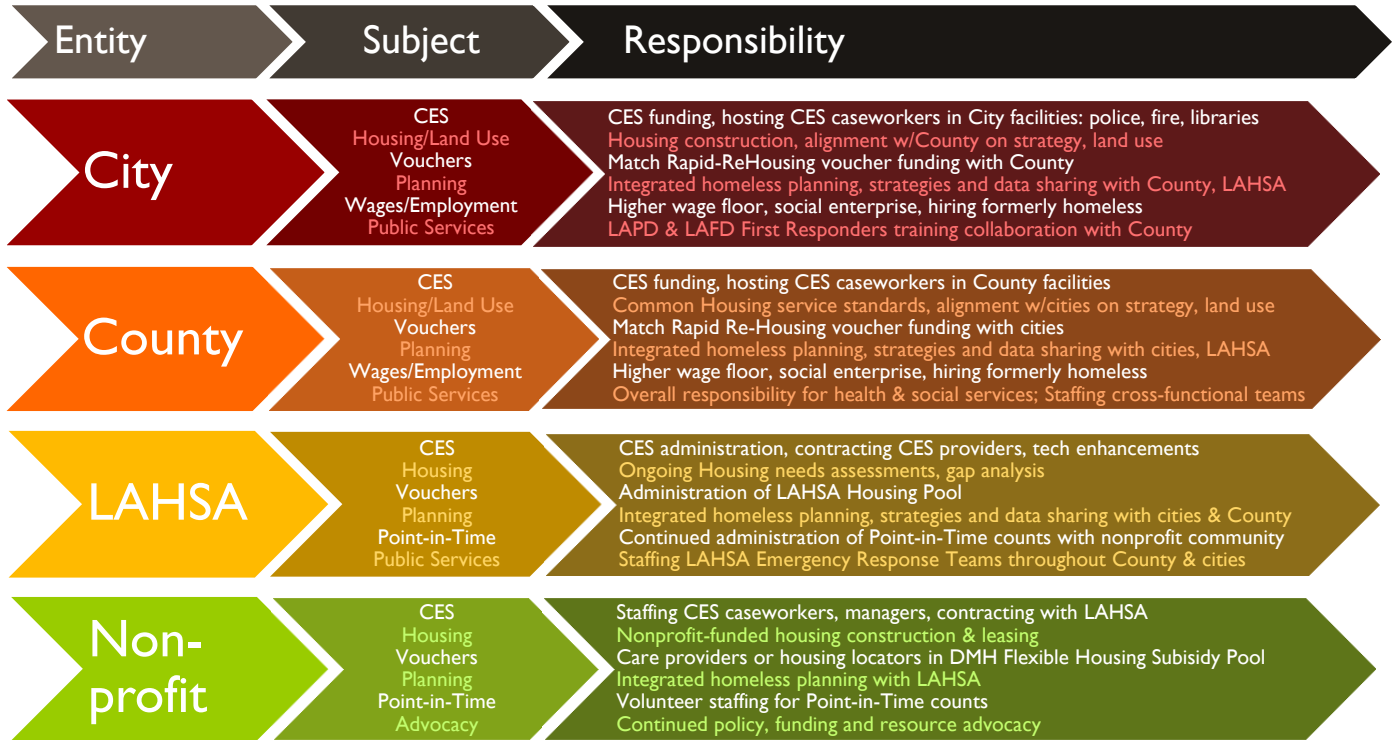 Entity Subject Responsibility
City
CES
Housing/Land Use
Vouchers
Planning
Wages/Employment
Public Services
CES funding, hosting CES caseworkers in City facilities: police, fire, libraries
Housing construction, alignment w/County on strategy, land use
Match Rapid-ReHousing voucher funding with County
Integrated homeless planning, strategies and data sharing with County, LAHSA
Higher wage floor, social enterprise, hiring formerly homeless
LAPD & LAFD First Responders training collaboration with County
County
CES
Housing/Land Use
Vouchers
Planning
Wages/Employment
Public Services
CES funding, hosting CES caseworkers in County facilities
Common Housing service standards, alignment w/cities on strategy, land use
Match Rapid Re-Housing voucher funding with cities
Integrated homeless planning, strategies and data sharing with cities, LAHSA
Higher wage floor, social enterprise, hiring formerly homeless
Overall responsibility for health & social services; Staffing cross-functional teams
LAHSA
CES
Housing
Vouchers
Planning
Point-in-Time
Public Services
CES administration, contracting CES providers, tech enhancements
Ongoing Housing needs assessments, gap analysis
Administration of LAHSA Housing Pool
Integrated homeless planning, strategies and data sharing with cities & County
Continued administration of Point-in-Time counts with nonprofit community
Staffing LAHSA Emergency Response Teams throughout County & cities
Non-
profit
CES
Housing
Vouchers
Planning
Point-in-Time
Advocacy
Staffing CES caseworkers, managers, contracting with LAHSA
Nonprofit-funded housing construction & leasing
Care providers or housing locators in DMH Flexible Housing Subisidy Pool
Integrated homeless planning with LAHSA
Volunteer staffing for Point-in-Time counts
Continued policy, funding and resource advocacy